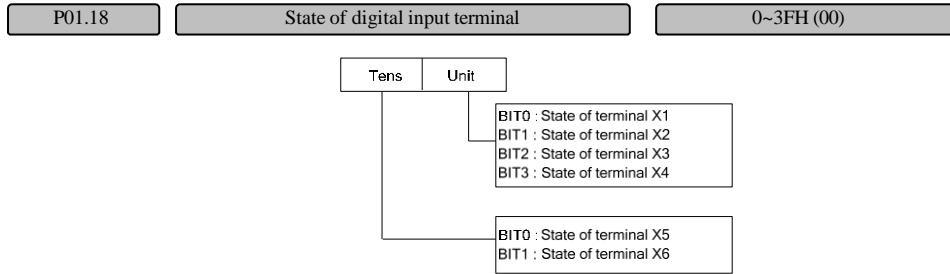 P01.18 State of digital input terminal 0~3FH (00)
Tens Unit
BIT0 : State of terminal X1
BIT1 : State of terminal X2
BIT2 : State of terminal X3
BIT3 : State of terminal X4
BIT0 : State of terminal X5
BIT1 : State of terminal X6